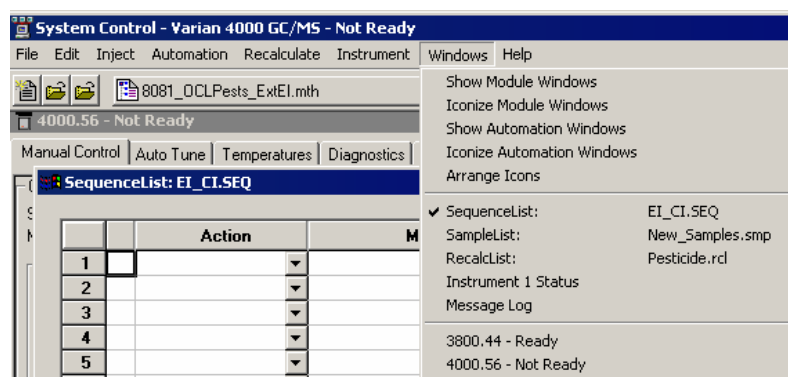 System Control - Varian 4000 GC/MS - Not Ready
File Edit Inject Automation Recalculate Instrument Windows Help
8081_OCLPests_ExtEI.mth
4000.56 - Not Ready
Manual Control Auto Tune Temperatures Diagnostics
SequenceList: EI_CI.SEQ
Action M
1
2
3
4
5
Show Module Windows
Iconize Module Windows
Show Automation Windows
Iconize Automation Windows
Arrange Icons
✔ SequenceList: EI_CI.SEQ
SampleList: New_Samples.smp
RecalcList: Pesticide.rcl
Instrument 1 Status
Message Log
3800.44 - Ready
4000.56 - Not Ready